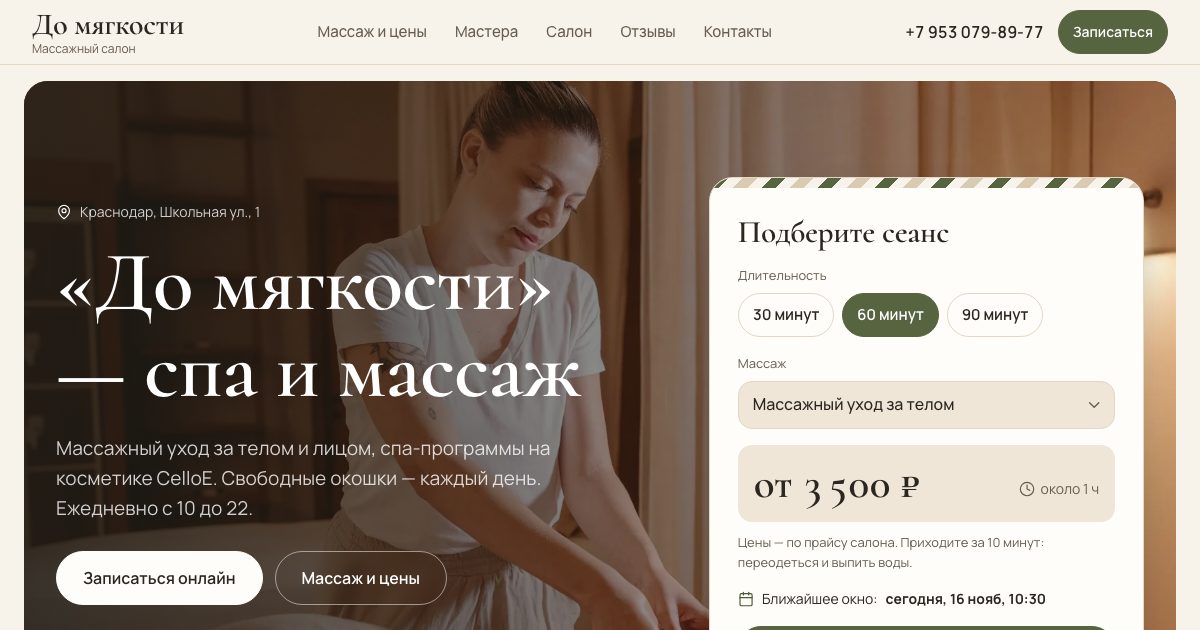 До мягкости
Массажный салон
Массаж и цены
Мастера
Салон
Отзывы
Контакты
+7 953 079-89-77
Записаться
Краснодар, Школьная ул., 1
«До мягкости»
— спа и массаж
Массажный уход за телом и лицом, спа-программы на
косметике CelloE. Свободные окошки — каждый день.
Ежедневно с 10 до 22.
Записаться онлайн
Массаж и цены
Подберите сеанс
Длительность
30 минут
60 минут
90 минут
Массаж
Массажный уход за телом
от 3 500 ₽
около 1 ч
Цены — по прайсу салона. Приходите за 10 минут:
переодеться и выпить воды.
Ближайшее окно: сегодня, 16 нояб, 10:30